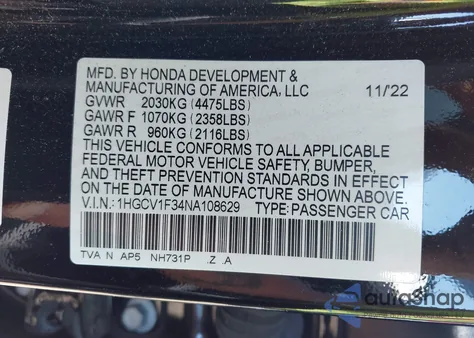 MFD. BY HONDA DEVELOPMENT &
MANUFACTURING OF AMERICA, LLC 11/22
GVWR 2030KG (4475LBS)
GAWR F 1070KG (2358LBS)
GAWR R 960KG (2116LBS)
THIS VEHICLE CONFORMS TO ALL APPLICABLE
FEDERAL MOTOR VEHICLE SAFETY, BUMPER,
AND THEFT PREVENTION STANDARDS IN EFFECT
ON THE DATE OF MANUFACTURE SHOWN ABOVE.
V.I.N.: 1HGCV1F34NA108629 TYPE: PASSENGER CAR
TVA N AP5 NH731P .Z .A
autosnap